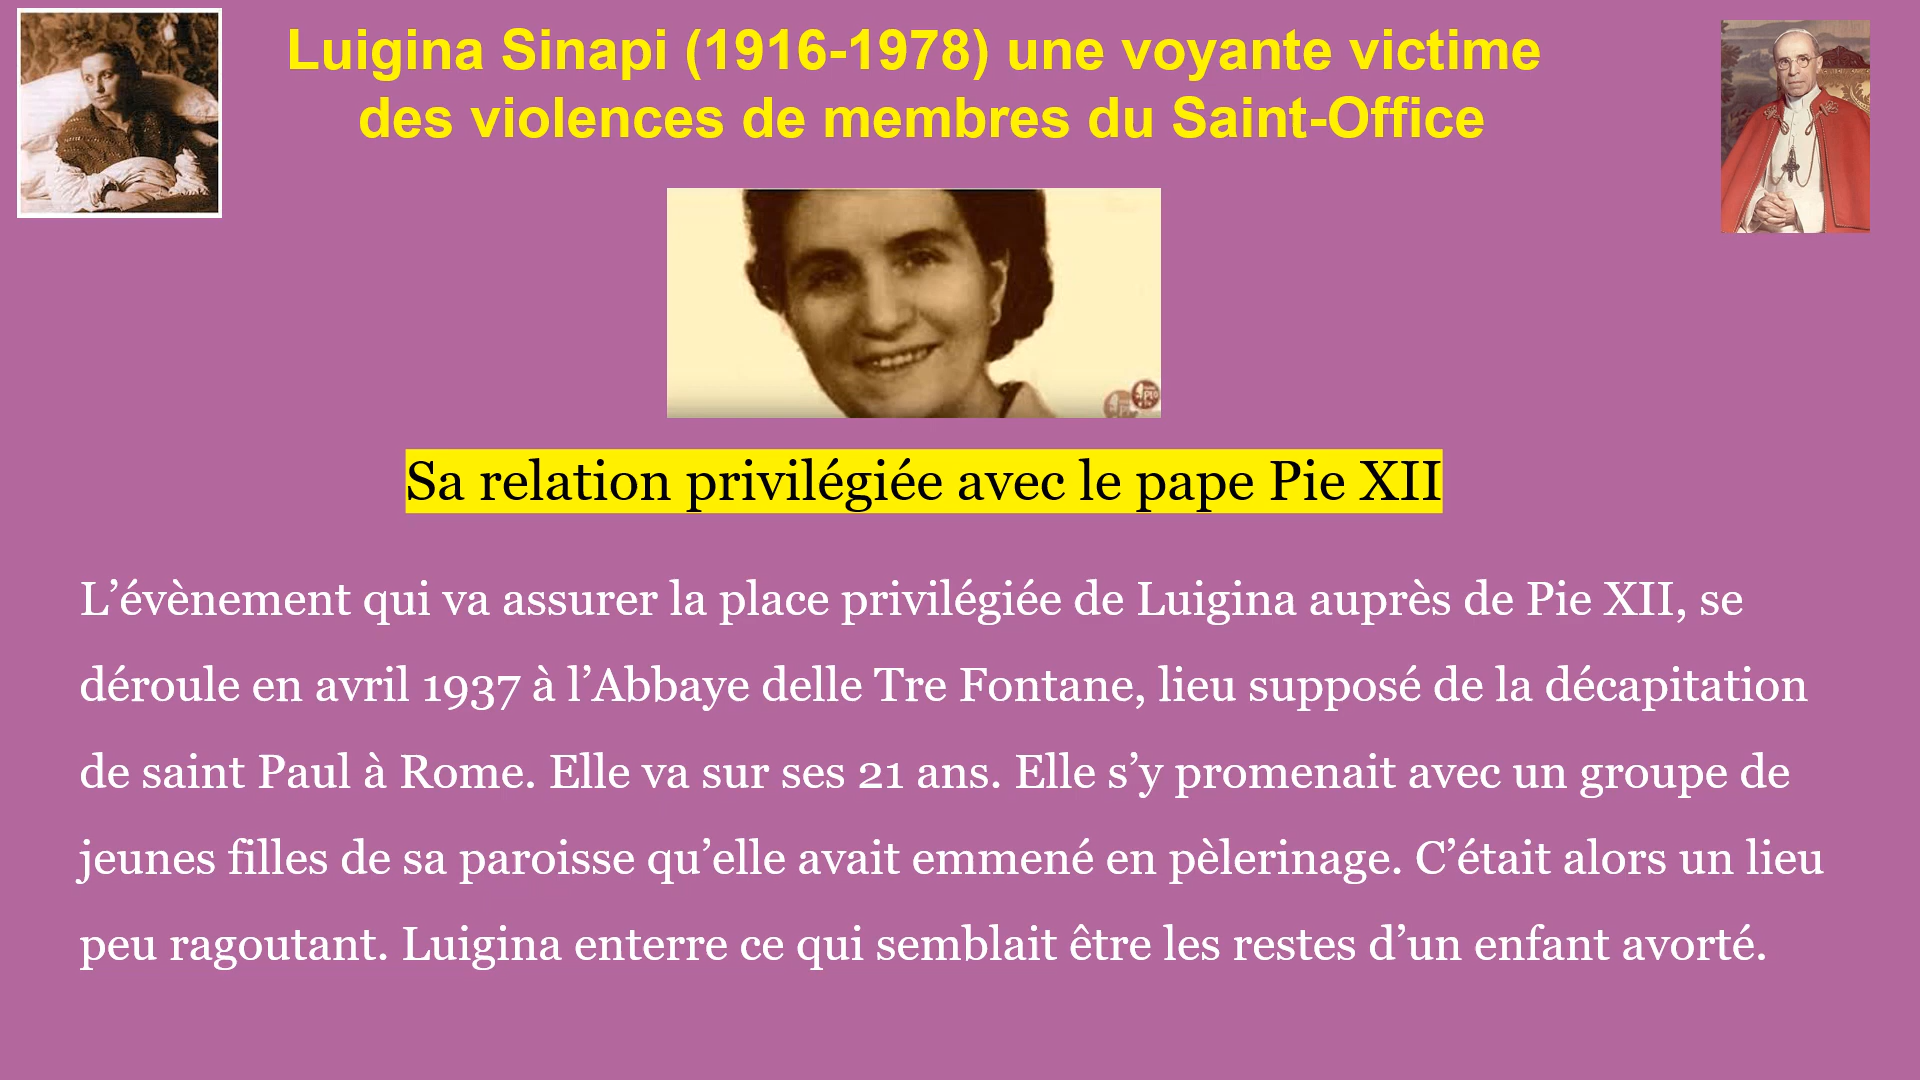 Luigina Sinapi (1916-1978) une voyante victime
des violences de membres du Saint-Office
Sa relation privilégiée avec le pape Pie XII
L’évènement qui va assurer la place privilégiée de Luigina auprès de Pie XII, se
déroule en avril 1937 à l’Abbaye delle Tre Fontane, lieu supposé de la décapitation
de saint Paul à Rome. Elle va sur ses 21 ans. Elle s’y promenait avec un groupe de
jeunes filles de sa paroisse qu’elle avait emmené en pèlerinage. C’était alors un lieu
peu ragoutant. Luigina enterre ce qui semblait être les restes d’un enfant avorté.